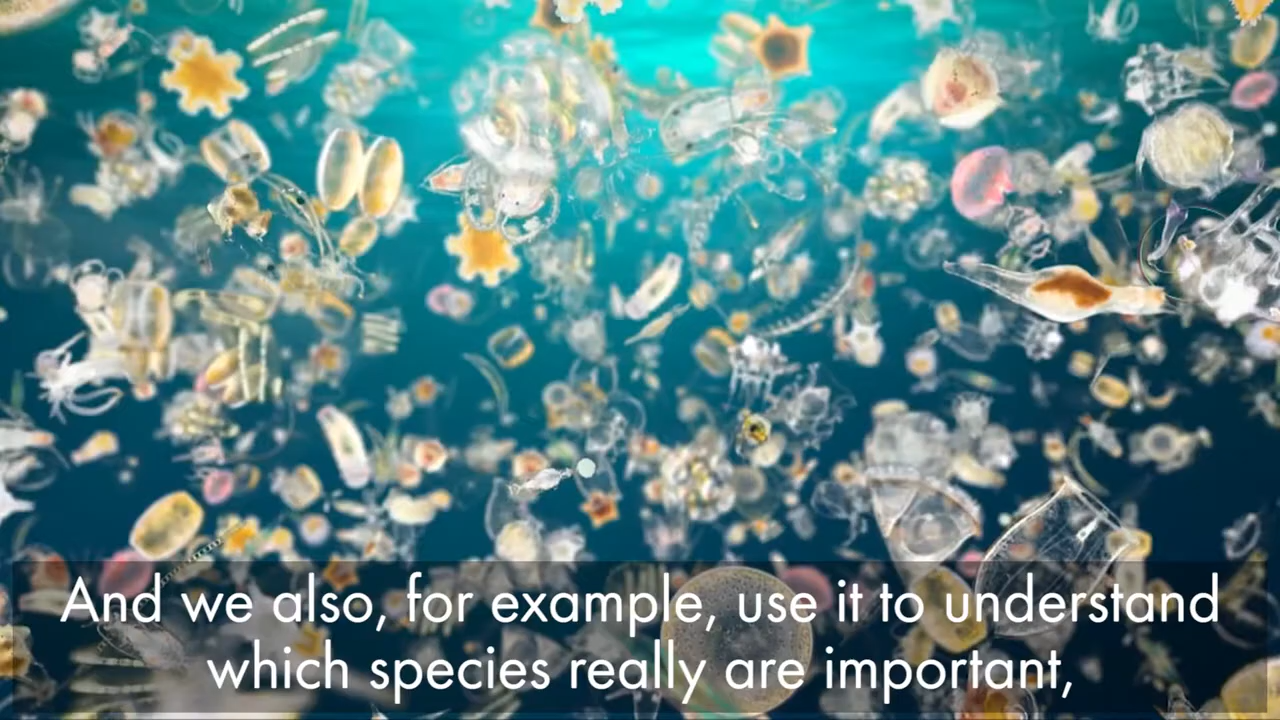 And we also, for example, use it to understand
which species really are important,